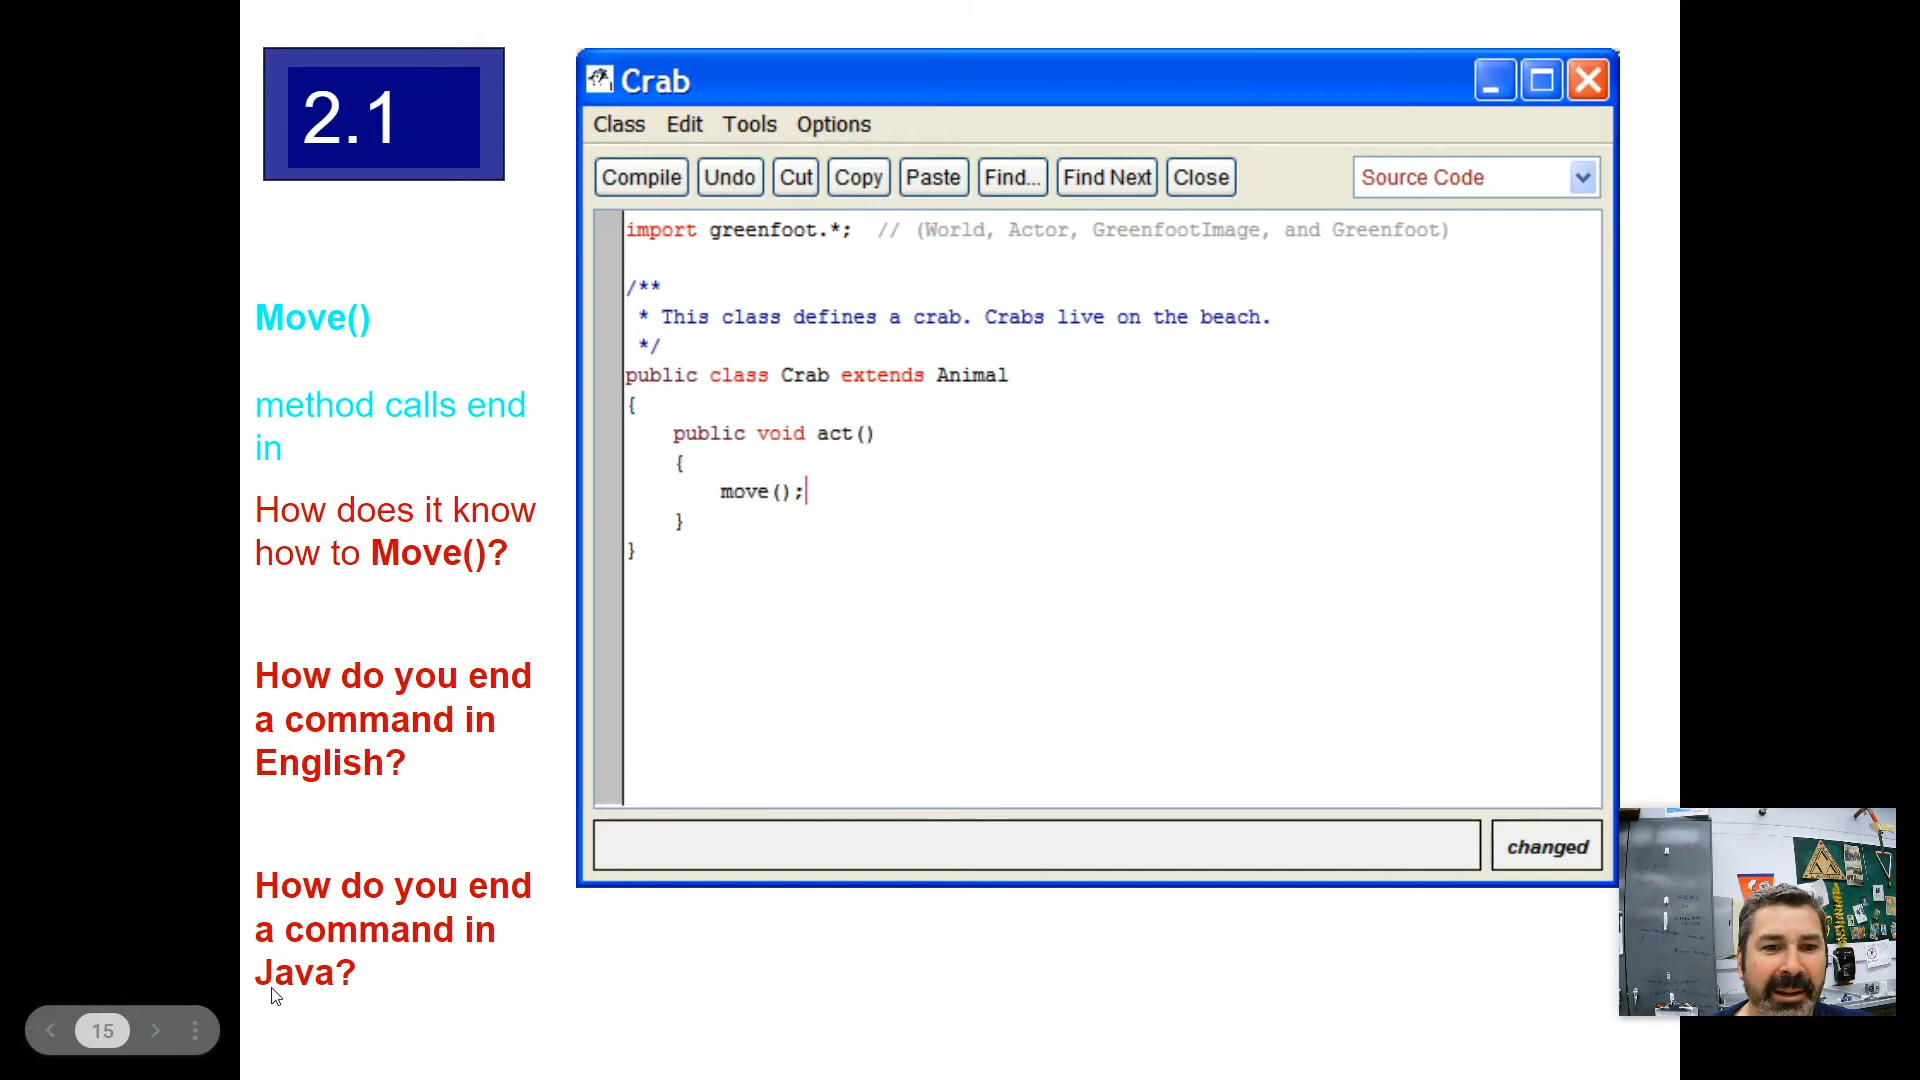 2.1
Move()
method calls end
in
How does it know
how to Move()?
How do you end
a command in
English?
How do you end
a command in
Java?
15
Crab
Class Edit Tools Options
Compile Undo Cut Copy Paste Find... Find Next Close Source Code
import greenfoot.*;  // (World, Actor, GreenfootImage, and Greenfoot)
/**
 * This class defines a crab. Crabs live on the beach.
 */
public class Crab extends Animal
{
    public void act()
    {
        move();
    }
}
changed